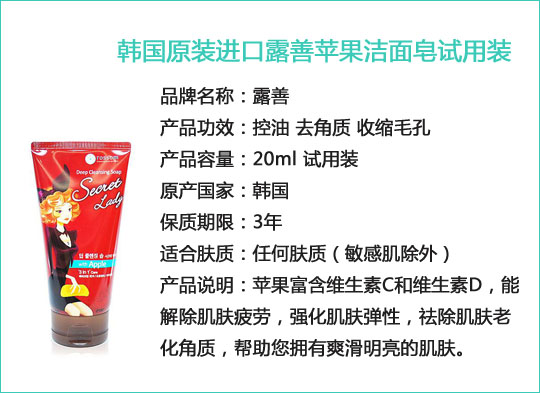 韩国原装进口露善苹果洁面皂试用装
品牌名称：露善
产品功效：控油 去角质 收缩毛孔
产品容量：20ml 试用装
原产国家：韩国
保质期限：3年
适合肤质：任何肤质（敏感肌除外）
产品说明：苹果富含维生素C和维生素D，能
解除肌肤疲劳，强化肌肤弹性，祛除肌肤老
化角质，帮助您拥有爽滑明亮的肌肤。
Deep Cleansing Soap
Secret
Lady
딥 클렌징 숍
with Apple
3 in 1 Care